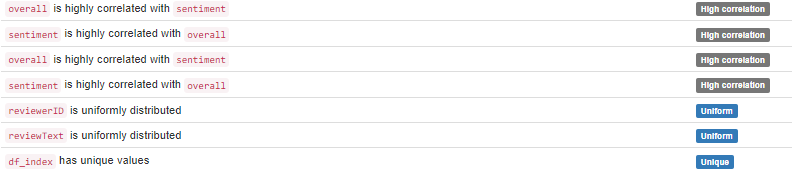 overall is highly correlated with sentiment High correlation
sentiment is highly correlated with overall High correlation
overall is highly correlated with sentiment High correlation
sentiment is highly correlated with overall High correlation
reviewerID is uniformly distributed Uniform
reviewText is uniformly distributed Uniform
df_index has unique values Unique